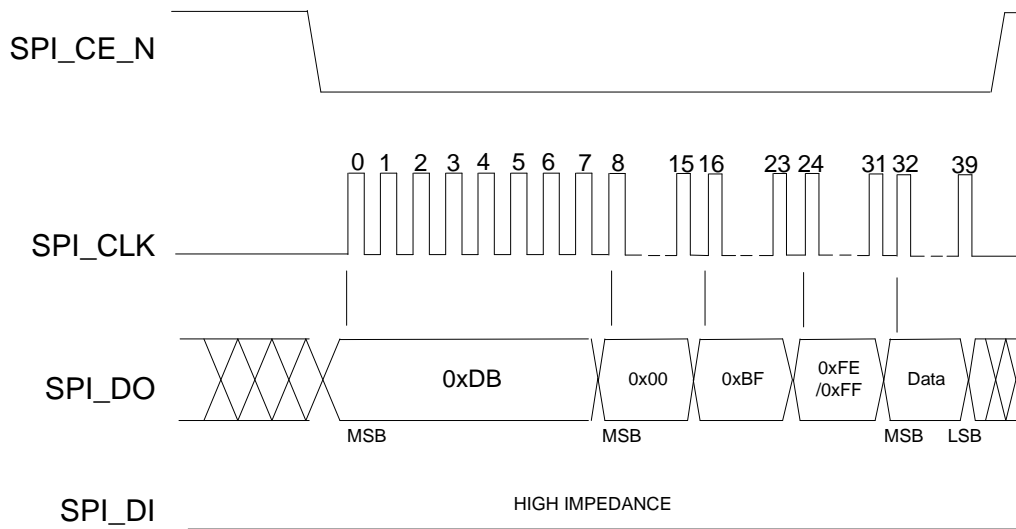 SPI_CE_N
0 1 2 3 4 5 6 7 8 15 16 23 24 31 32 39
SPI_CLK
SPI_DO
0xDB
0x00
0xBF
0xFE
/0xFF
Data
MSB MSB MSB LSB
SPI_DI
HIGH IMPEDANCE